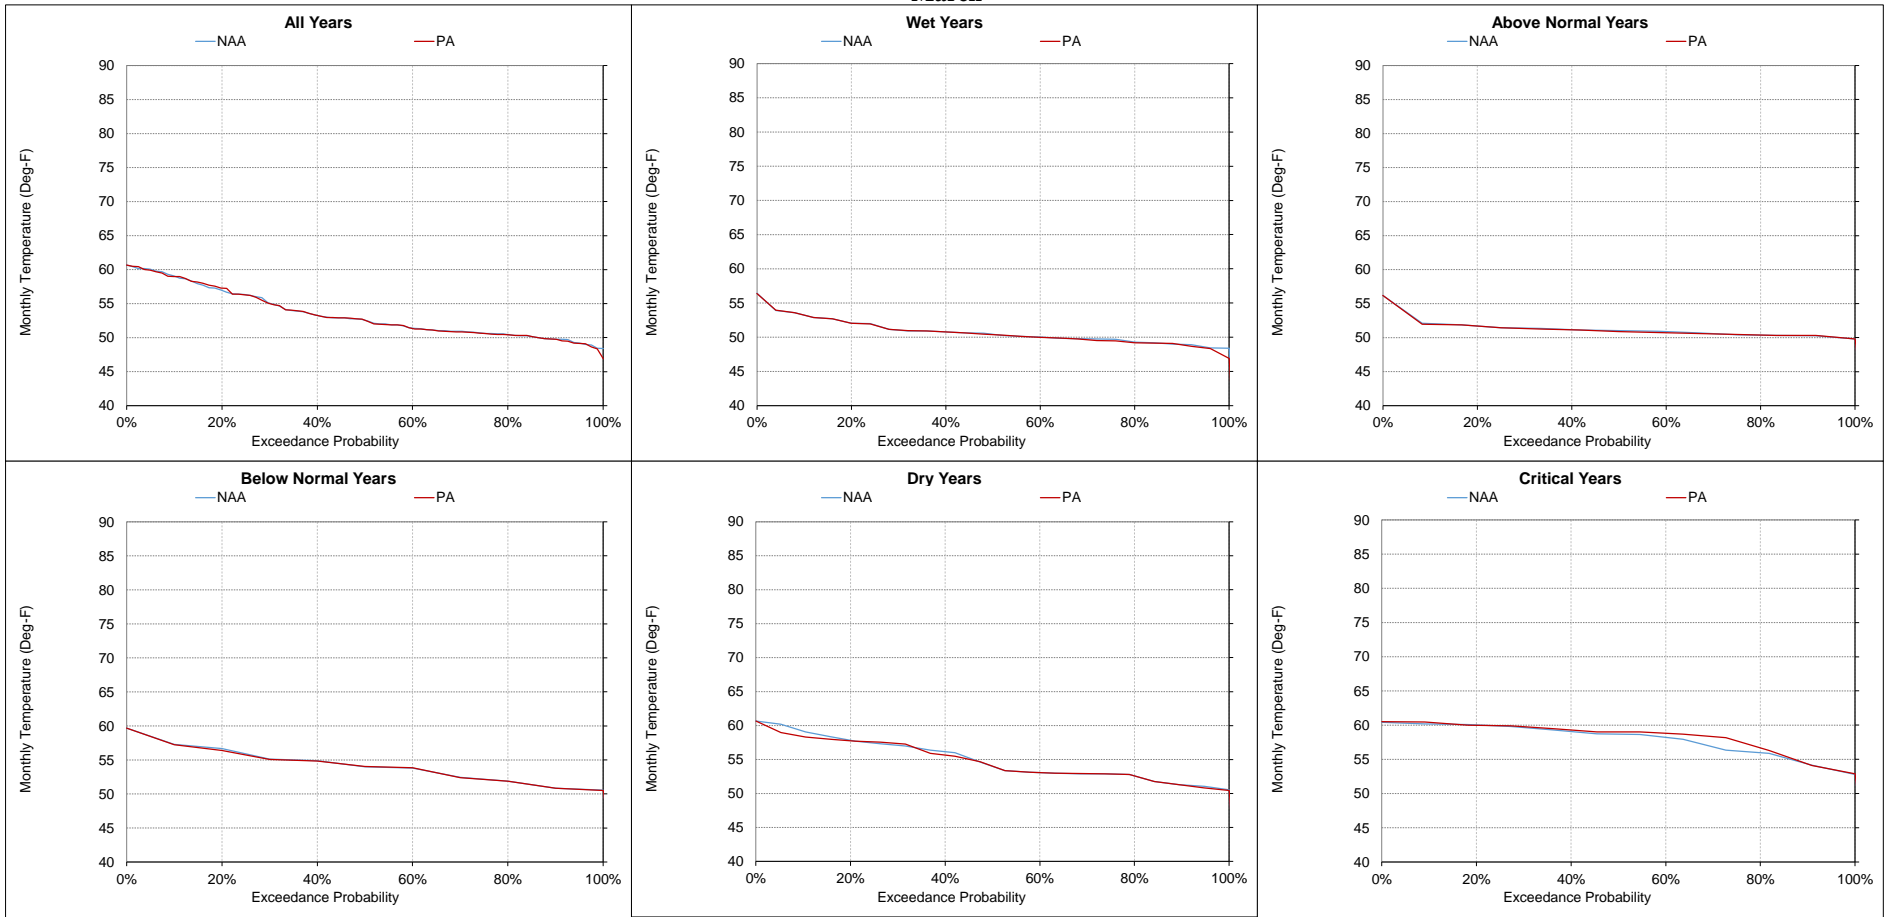 All Years
NAA PA
90
85
80
75
70
65
60
55
50
45
40
Monthly Temperature (Deg-F)
0% 20% 40% 60% 80% 100%
Exceedance Probability
Wet Years
NAA PA
90
85
80
75
70
65
60
55
50
45
40
Monthly Temperature (Deg-F)
0% 20% 40% 60% 80% 100%
Exceedance Probability
Above Normal Years
NAA PA
90
85
80
75
70
65
60
55
50
45
40
Monthly Temperature (Deg-F)
0% 20% 40% 60% 80% 100%
Exceedance Probability
Below Normal Years
NAA PA
90
85
80
75
70
65
60
55
50
45
40
Monthly Temperature (Deg-F)
0% 20% 40% 60% 80% 100%
Exceedance Probability
Dry Years
NAA PA
90
85
80
75
70
65
60
55
50
45
40
Monthly Temperature (Deg-F)
0% 20% 40% 60% 80% 100%
Exceedance Probability
Critical Years
NAA PA
90
85
80
75
70
65
60
55
50
45
40
Monthly Temperature (Deg-F)
0% 20% 40% 60% 80% 100%
Exceedance Probability